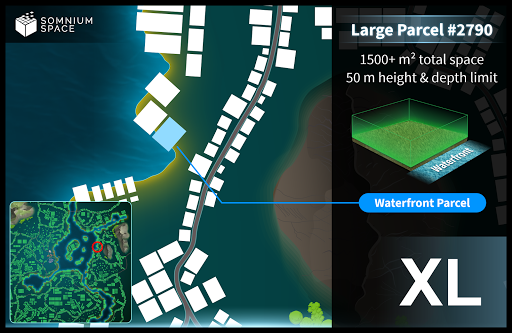 SOMNIUM
SPACE
Large Parcel #2790
1500+ m² total space
50 m height & depth limit
Waterfront
Waterfront Parcel
XL